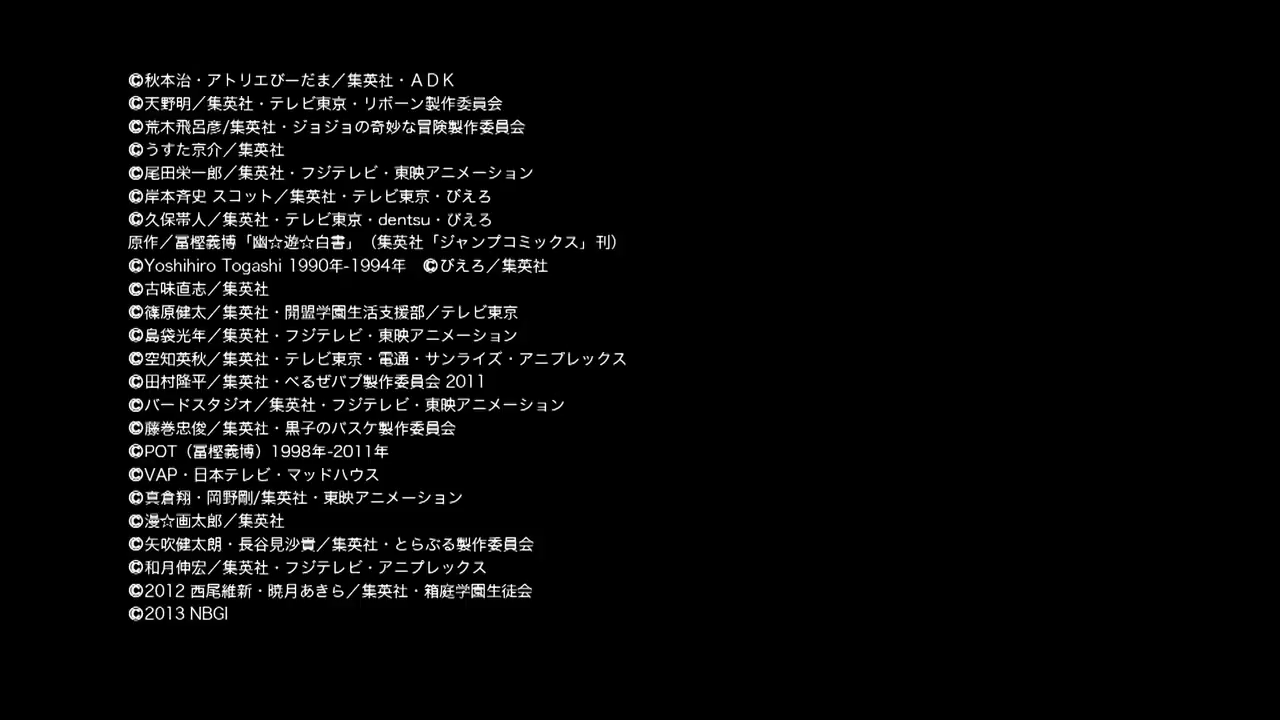 ©秋本治・アトリエびーだま／集英社・ＡＤＫ
©天野明／集英社・テレビ東京・リボーン製作委員会
©荒木飛呂彦/集英社・ジョジョの奇妙な冒険製作委員会
©うすた京介／集英社
©尾田栄一郎／集英社・フジテレビ・東映アニメーション
©岸本斉史 スコット／集英社・テレビ東京・ぴえろ
©久保帯人／集英社・テレビ東京・dentsu・ぴえろ
原作／冨樫義博「幽☆遊☆白書」（集英社「ジャンプコミックス」刊）
©Yoshihiro Togashi 1990年-1994年　©ぴえろ／集英社
©古味直志／集英社
©篠原健太／集英社・開盟学園生活支援部／テレビ東京
©島袋光年／集英社・フジテレビ・東映アニメーション
©空知英秋／集英社・テレビ東京・電通・サンライズ・アニプレックス
©田村隆平／集英社・べるぜバブ製作委員会 2011
©バードスタジオ／集英社・フジテレビ・東映アニメーション
©藤巻忠俊／集英社・黒子のバスケ製作委員会
©POT（冨樫義博）1998年-2011年
©VAP・日本テレビ・マッドハウス
©真倉翔・岡野剛/集英社・東映アニメーション
©漫☆画太郎／集英社
©矢吹健太朗・長谷見沙貴／集英社・とらぶる製作委員会
©和月伸宏／集英社・フジテレビ・アニプレックス
©2012 西尾維新・暁月あきら／集英社・箱庭学園生徒会
©2013 NBGI